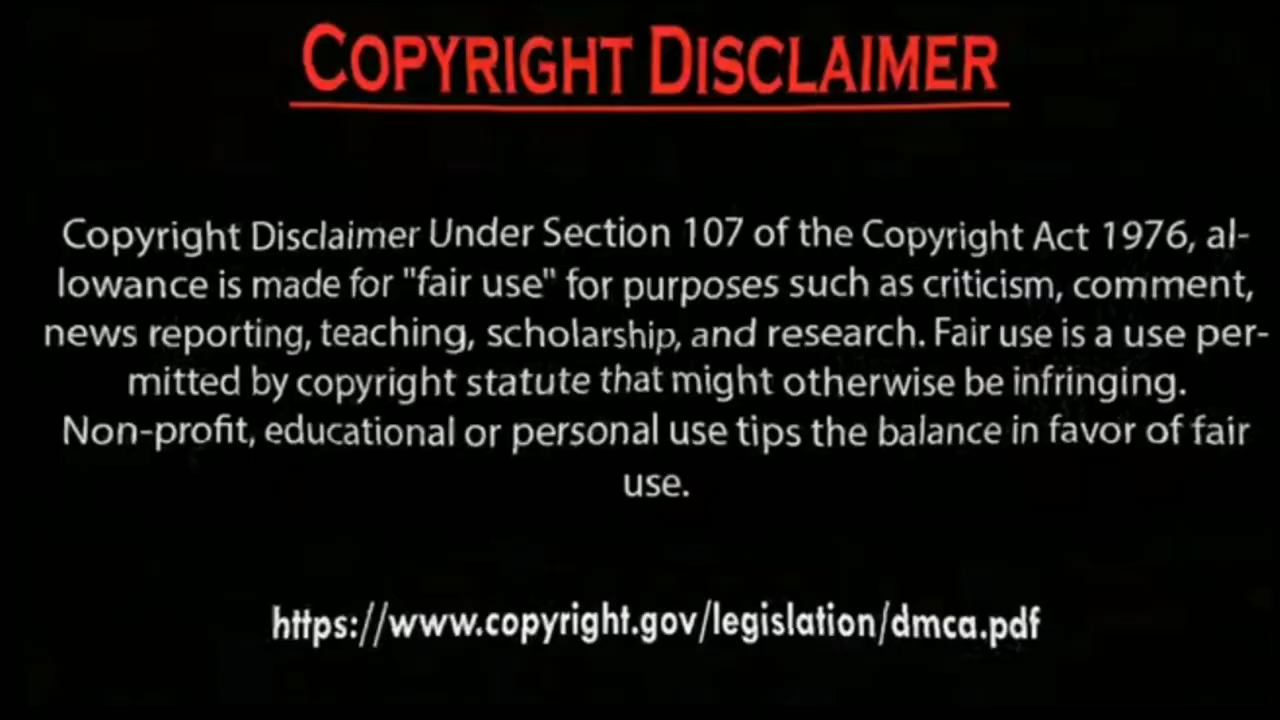 COPYRIGHT DISCLAIMER
Copyright Disclaimer Under Section 107 of the Copyright Act 1976, al-
lowance is made for "fair use" for purposes such as criticism, comment,
news reporting, teaching, scholarship, and research. Fair use is a use per-
mitted by copyright statute that might otherwise be infringing.
Non-profit, educational or personal use tips the balance in favor of fair
use.
https://www.copyright.gov/legislation/dmca.pdf